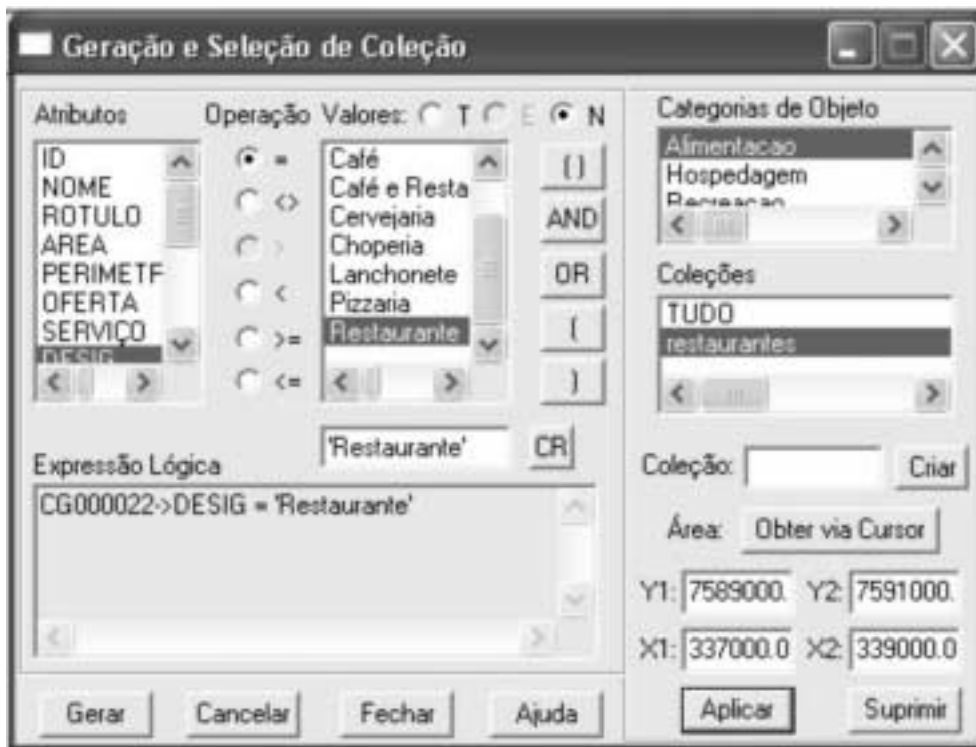 Geração e Seleção de Coleção
Atributos
ID
NOME
ROTULO
AREA
PERIMETF
OFERTA
SERVIÇO
DESIG
Operação
=
<>
>
<
>=
<=
Valores: T E N
Café
Café e Resta
Cervejaria
Choperia
Lanchonete
Pizzaria
Restaurante
()
AND
OR
(
)
'Restaurante' CR
Expressão Lógica
CG000022->DESIG = 'Restaurante'
Gerar Cancelar Fechar Ajuda
Categorias de Objeto
Alimentacao
Hospedagem
Recreacao
Coleções
TUDO
restaurantes
Coleção: Criar
Área: Obter via Cursor
Y1: 7589000. Y2: 7591000.
X1: 337000.0 X2: 339000.0
Aplicar Suprimir